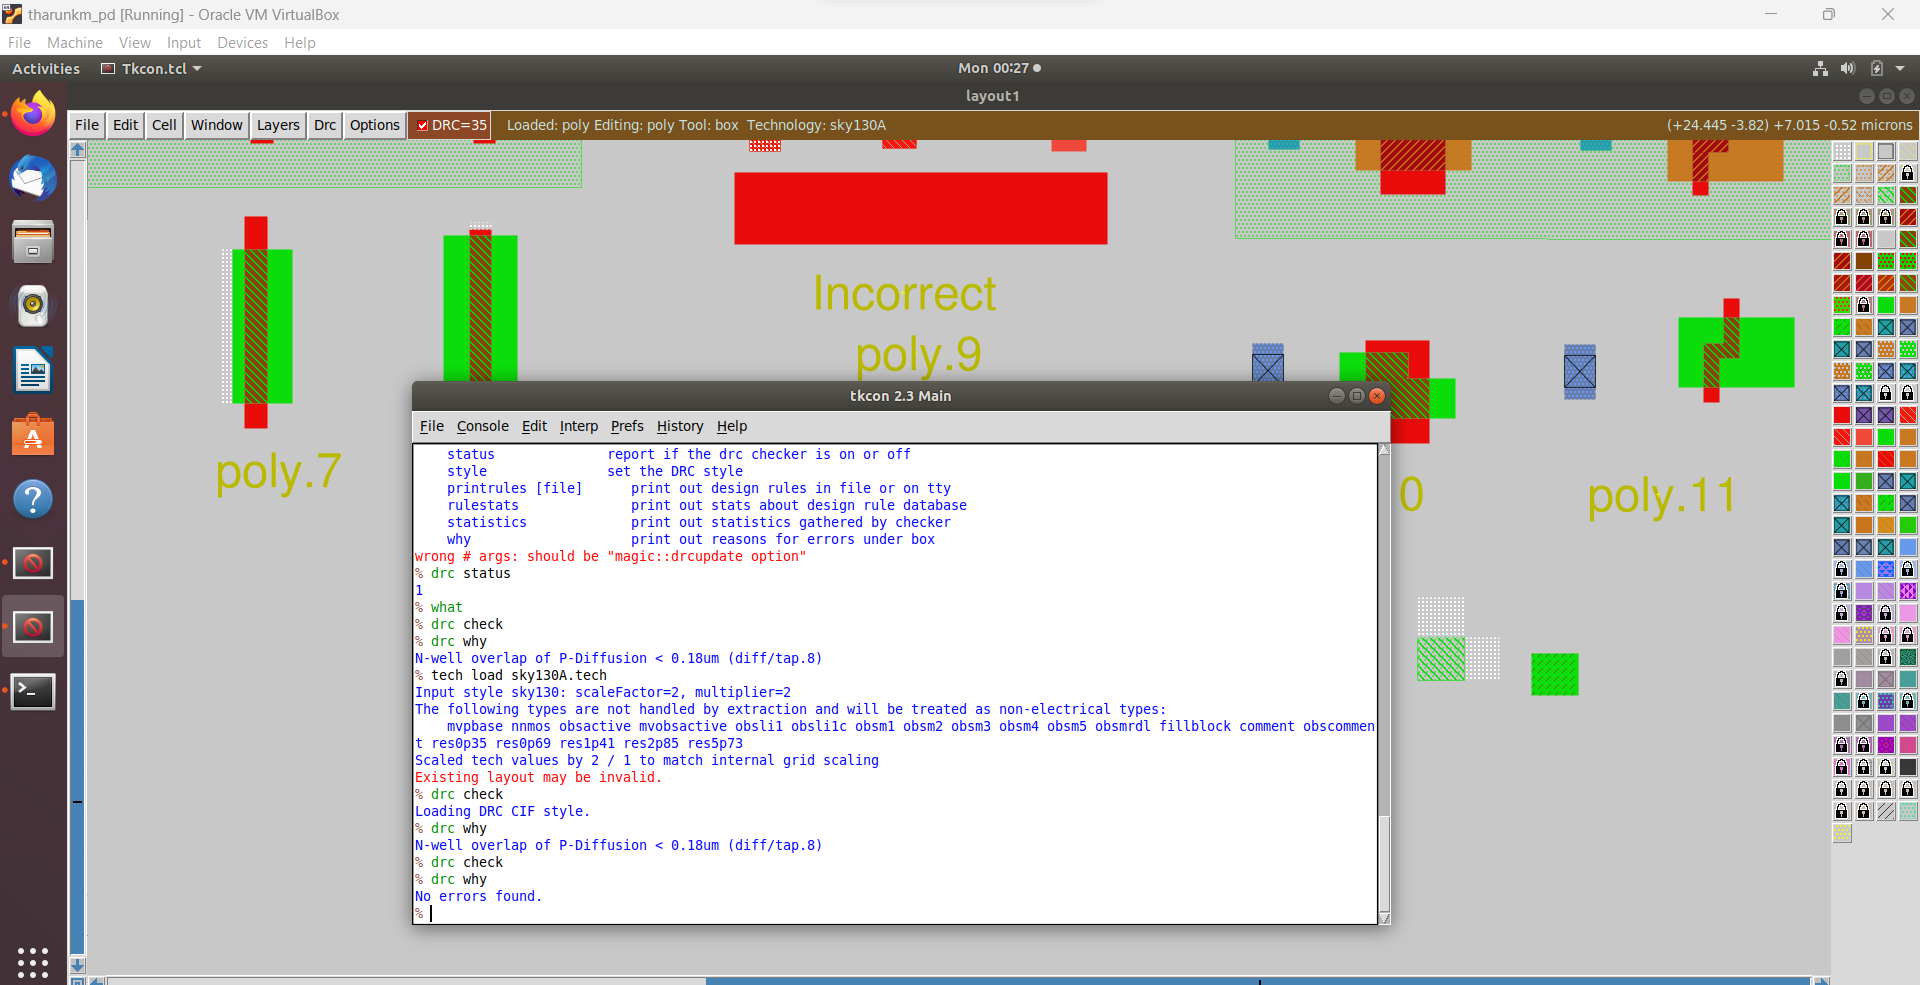 tharunkm_pd [Running] - Oracle VM VirtualBox
File Machine View Input Devices Help
Activities Tkcon.tcl Mon 00:27
layout1
File Edit Cell Window Layers Drc Options DRC=35 Loaded: poly Editing: poly Tool: box Technology: sky130A (+24.445 -3.82) +7.015 -0.52 microns
Incorrect
poly.9
poly.7
0
poly.11
tkcon 2.3 Main
File Console Edit Interp Prefs History Help
status report if the drc checker is on or off
style set the DRC style
printrules [file] print out design rules in file or on tty
rulestats print out stats about design rule database
statistics print out statistics gathered by checker
why print out reasons for errors under box
wrong # args: should be "magic::drcupdate option"
% drc status
1
% what
% drc check
% drc why
N-well overlap of P-Diffusion < 0.18um (diff/tap.8)
% tech load sky130A.tech
Input style sky130: scaleFactor=2, multiplier=2
The following types are not handled by extraction and will be treated as non-electrical types:
mvpbase nnmos obsactive mvobsactive obsli1 obsli1c obsm1 obsm2 obsm3 obsm4 obsm5 obsmrdl fillblock comment obscommen
t res0p35 res0p69 res1p41 res2p85 res5p73
Scaled tech values by 2 / 1 to match internal grid scaling
Existing layout may be invalid.
% drc check
Loading DRC CIF style.
% drc why
N-well overlap of P-Diffusion < 0.18um (diff/tap.8)
% drc check
% drc why
No errors found.
%